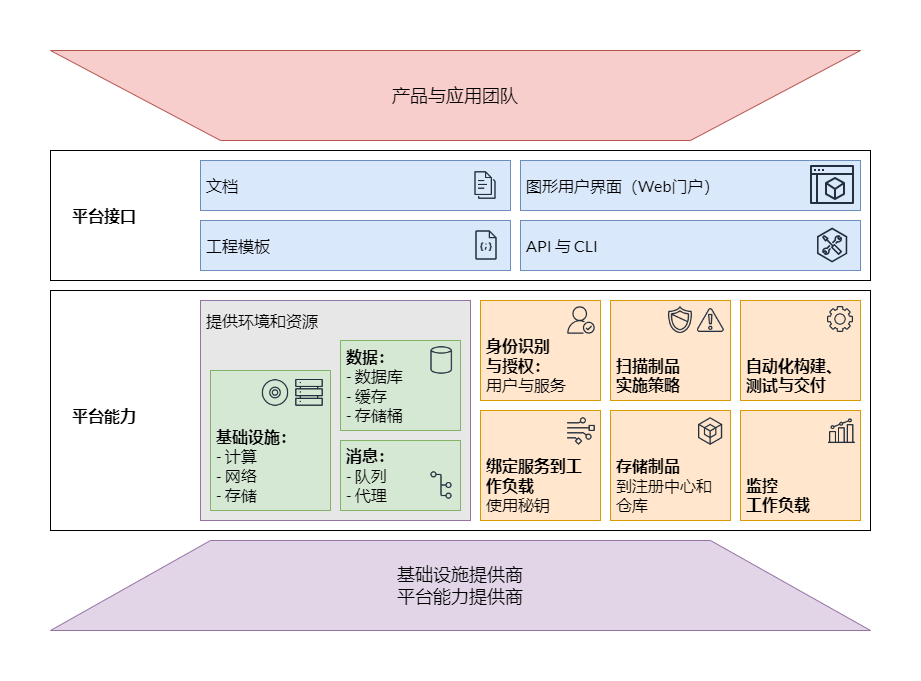 产品与应用团队
平台接口
文档
图形用户界面（Web门户）
工程模板
{;}
API 与 CLI
平台能力
提供环境和资源
基础设施：
- 计算
- 网络
- 存储
数据：
- 数据库
- 缓存
- 存储桶
消息：
- 队列
- 代理
身份识别
与授权：
用户与服务
扫描制品
实施策略
自动化构建、
测试与交付
绑定服务到工
作负载
使用秘钥
存储制品
到注册中心和
仓库
监控
工作负载
基础设施提供商
平台能力提供商